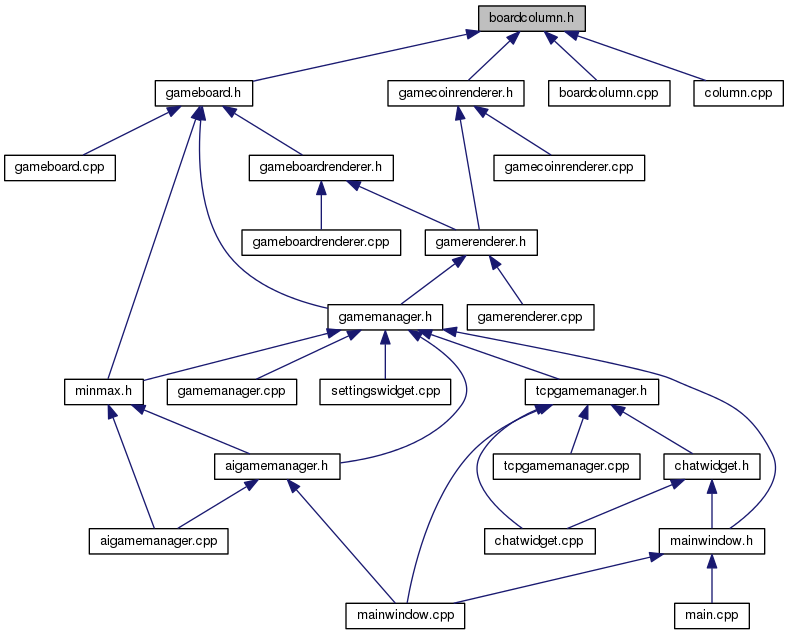 boardcolumn.h
gameboard.h
gamecoinrenderer.h
boardcolumn.cpp
column.cpp
gameboard.cpp
gameboardrenderer.h
gamecoinrenderer.cpp
gameboardrenderer.cpp
gamerenderer.h
gamemanager.h
gamerenderer.cpp
minmax.h
gamemanager.cpp
settingswidget.cpp
tcpgamemanager.h
aigamemanager.h
tcpgamemanager.cpp
chatwidget.h
aigamemanager.cpp
chatwidget.cpp
mainwindow.h
mainwindow.cpp
main.cpp